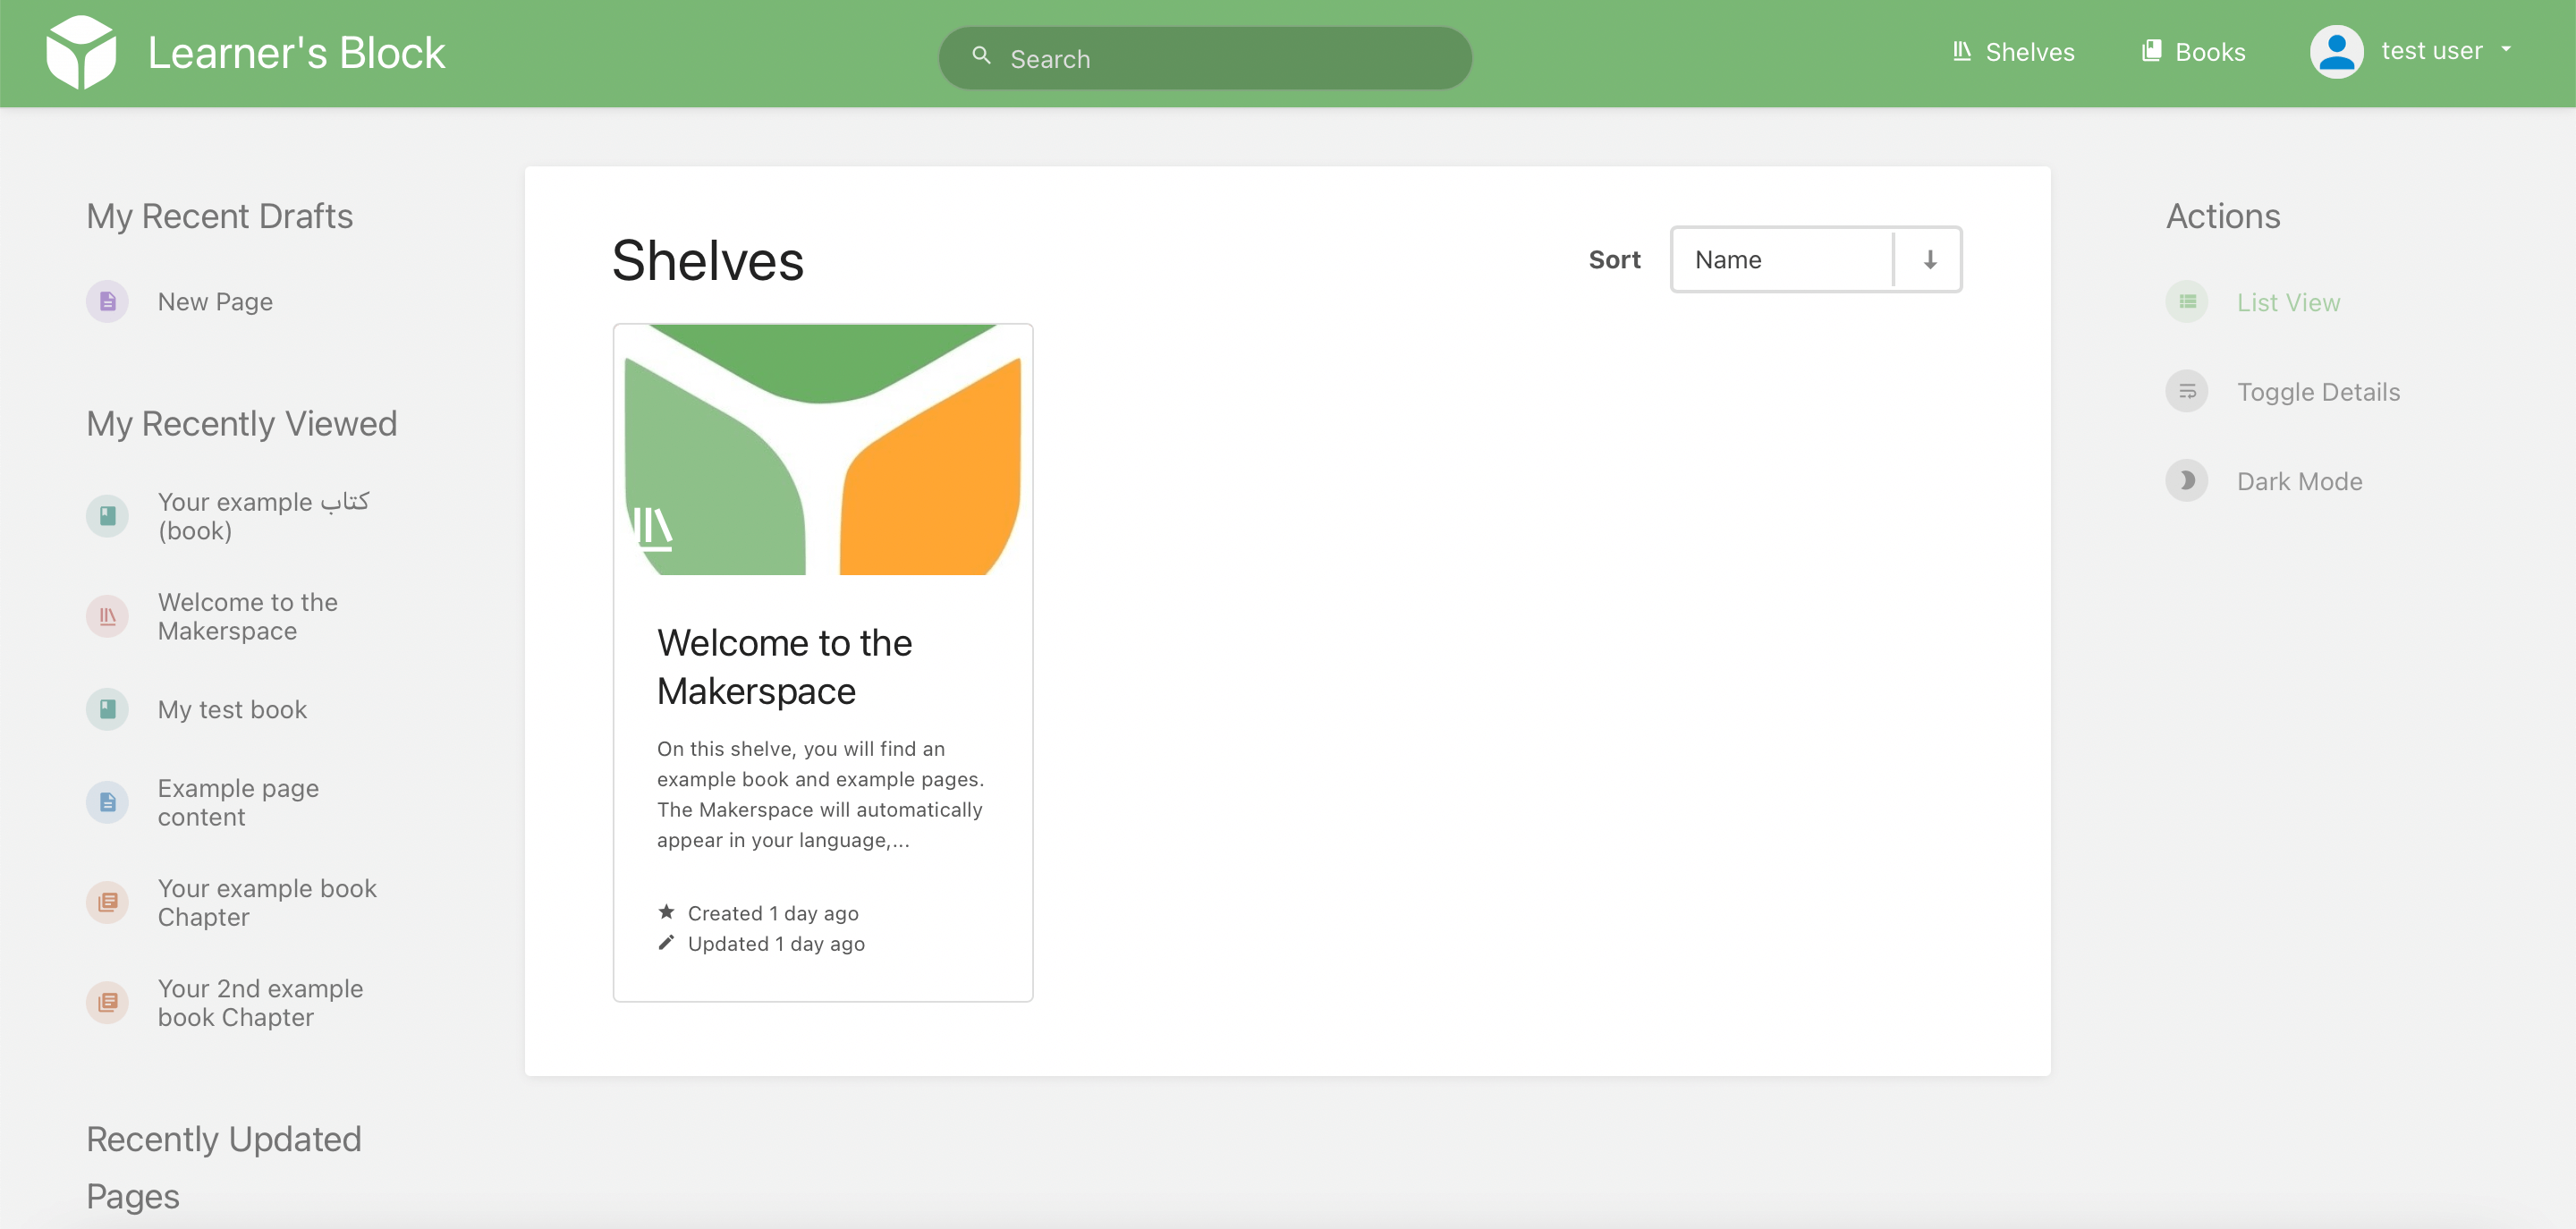 Learner's Block
Search
Shelves
Books
test user
My Recent Drafts
New Page
My Recently Viewed
Your example کتاب
(book)
Welcome to the
Makerspace
My test book
Example page
content
Your example book
Chapter
Your 2nd example
book Chapter
Recently Updated
Pages
Shelves
Sort
Name
Welcome to the
Makerspace
On this shelve, you will find an
example book and example pages.
The Makerspace will automatically
appear in your language,...
Created 1 day ago
Updated 1 day ago
Actions
List View
Toggle Details
Dark Mode